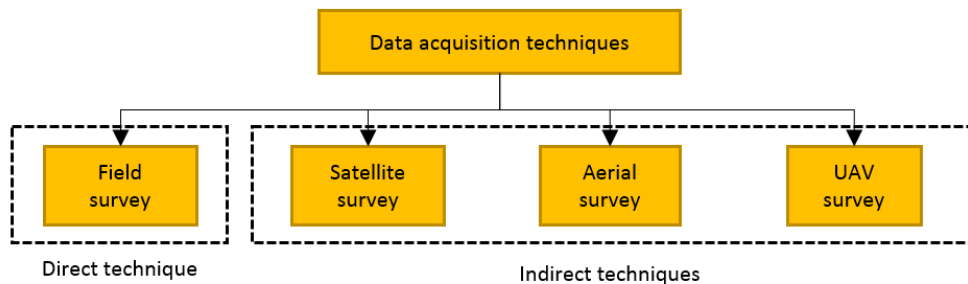 Data acquisition techniques
Field
survey
Satellite
survey
Aerial
survey
UAV
survey
Direct technique
Indirect techniques